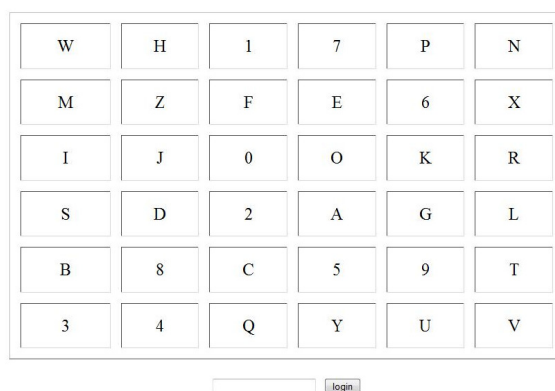 W H 1 7 P N
M Z F E 6 X
I J 0 O K R
S D 2 A G L
B 8 C 5 9 T
3 4 Q Y U V
login